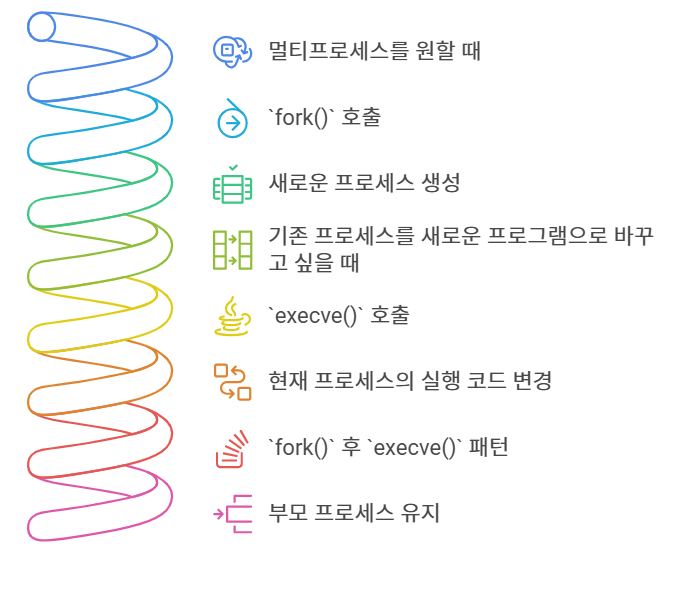 멀티프로세스를 원할 때
`fork()` 호출
새로운 프로세스 생성
기존 프로세스를 새로운 프로그램으로 바꾸
고 싶을 때
`execve()` 호출
현재 프로세스의 실행 코드 변경
`fork()` 후 `execve()` 패턴
부모 프로세스 유지